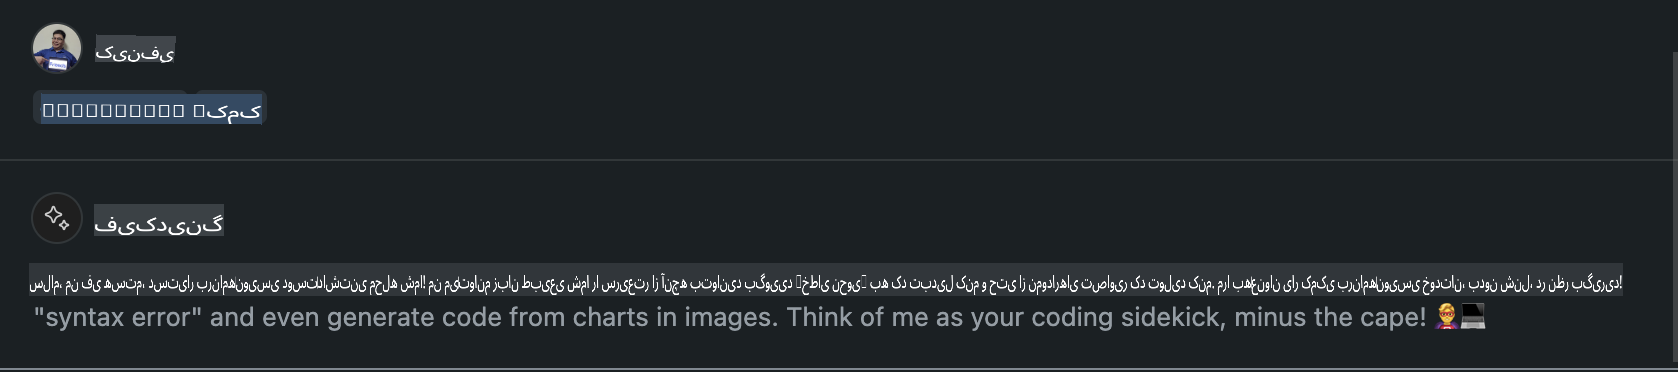 کینفی
کمک
فیکدینگ
سلام، من فی هستم، دستیار برنامه‌نویسی دوست‌داشتنی محله شما! من می‌توانم زبان طبیعی شما را سریع‌تر از آنچه بتوانید بگویید خطای نحوی به کد تبدیل کنم و حتی از نمودارهای تصاویر کد تولید کنم. مرا به‌عنوان یار کمکی برنامه‌نویسی خودتان، بدون شنل، در نظر بگیرید!
"syntax error" and even generate code from charts in images. Think of me as your coding sidekick, minus the cape! 🦸💻